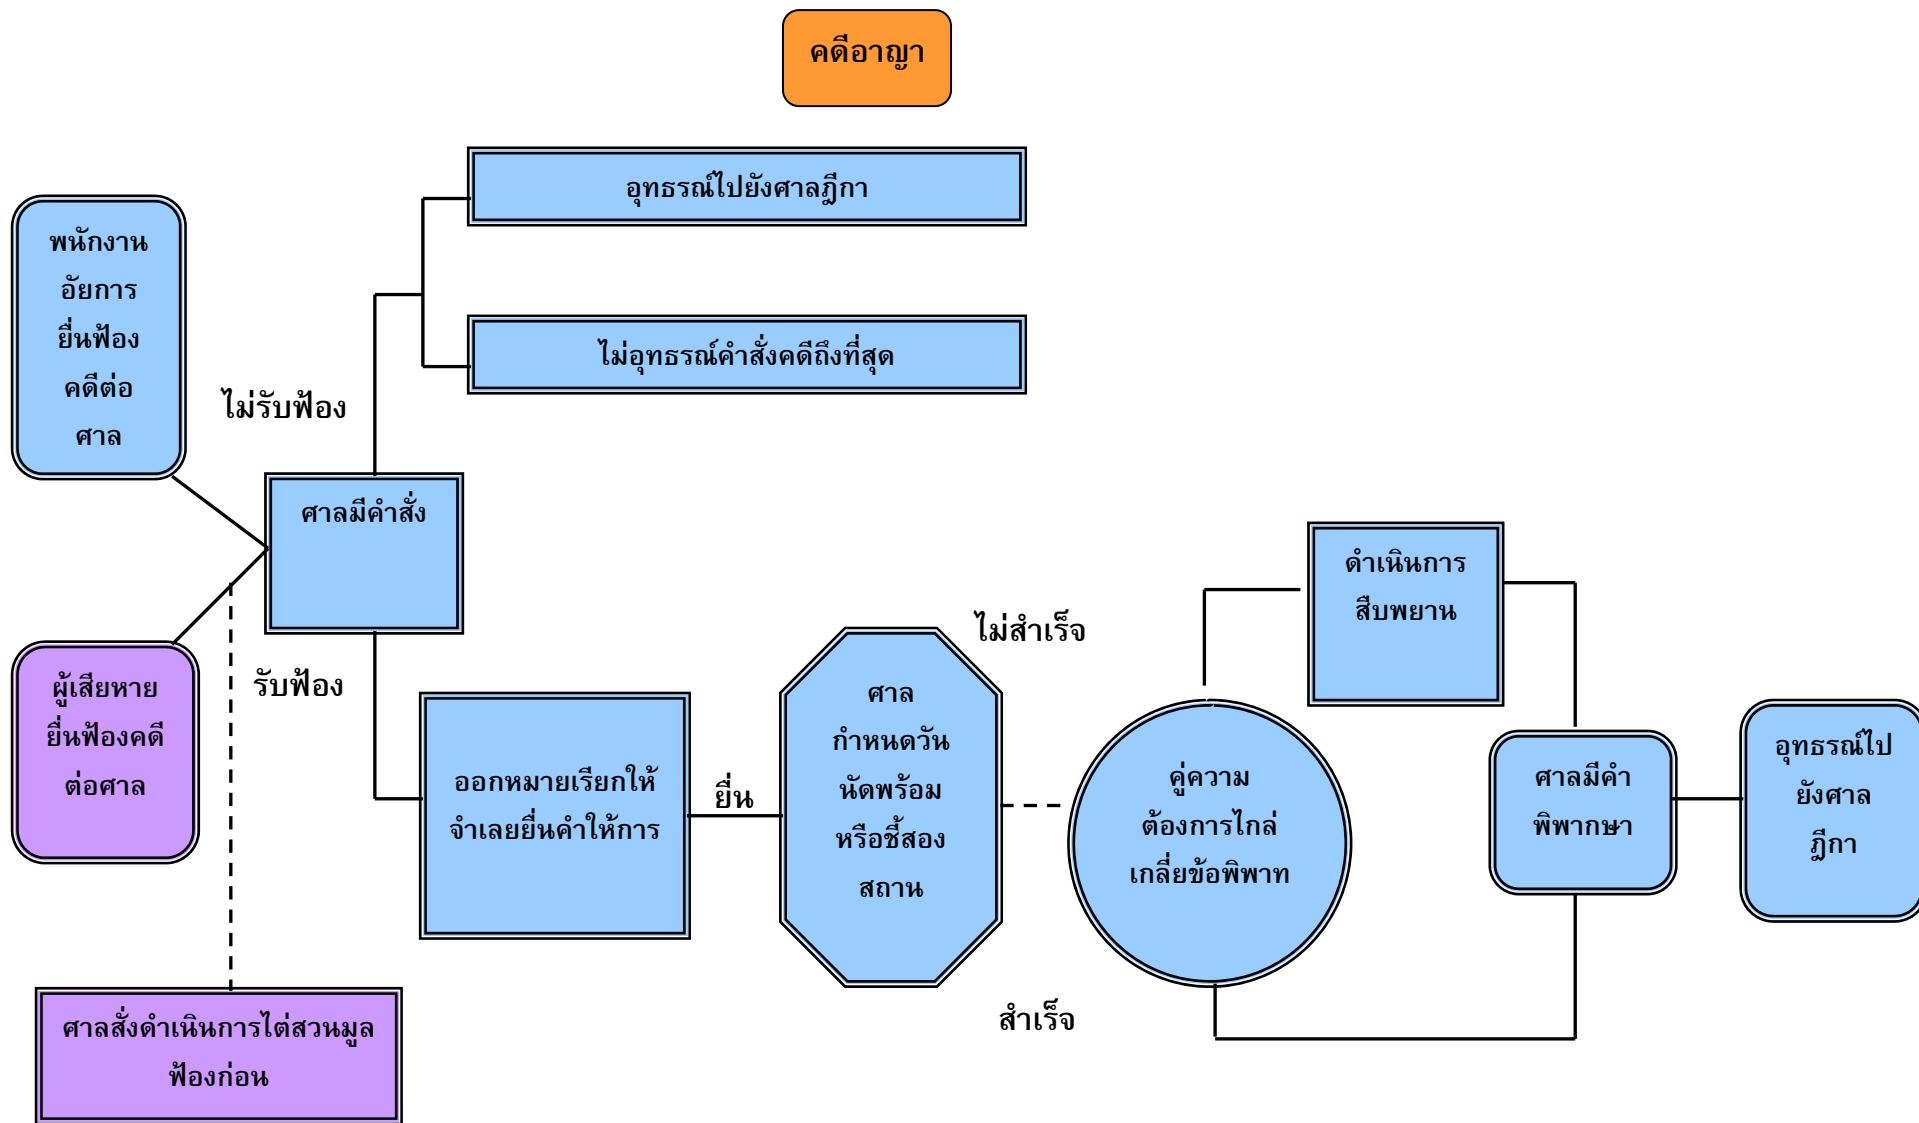 คดีอาญา
อุทธรณ์ไปยังศาลฎีกา
พนักงาน
อัยการ
ยื่นฟ้อง
คดีต่อ
ศาล
ไม่อุทธรณ์คำสั่งคดีถึงที่สุด
ไม่รับฟ้อง
ศาลมีคำสั่ง
ผู้เสียหาย
ยื่นฟ้องคดี
ต่อศาล
รับฟ้อง
ศาลสั่งดำเนินการไต่สวนมูล
ฟ้องก่อน
ออกหมายเรียกให้
จำเลยยื่นคำให้การ
ยื่น
ศาล
กำหนดวัน
นัดพร้อม
หรือชี้สอง
สถาน
ไม่สำเร็จ
คู่ความ
ต้องการไกล่
เกลี่ยข้อพิพาท
สำเร็จ
ดำเนินการ
สืบพยาน
ศาลมีคำ
พิพากษา
อุทธรณ์ไป
ยังศาล
ฎีกา